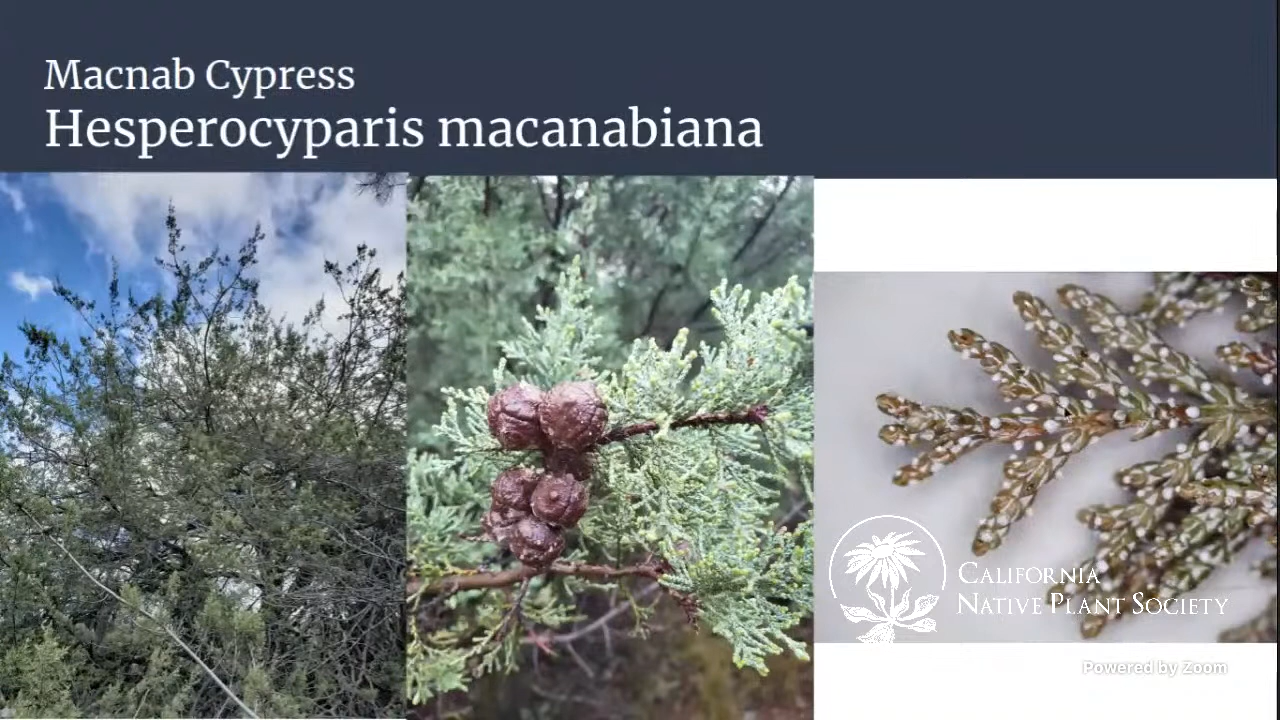 Macnab Cypress
Hesperocyparis macanabiana
California
Native Plant Society
Powered by Zoom